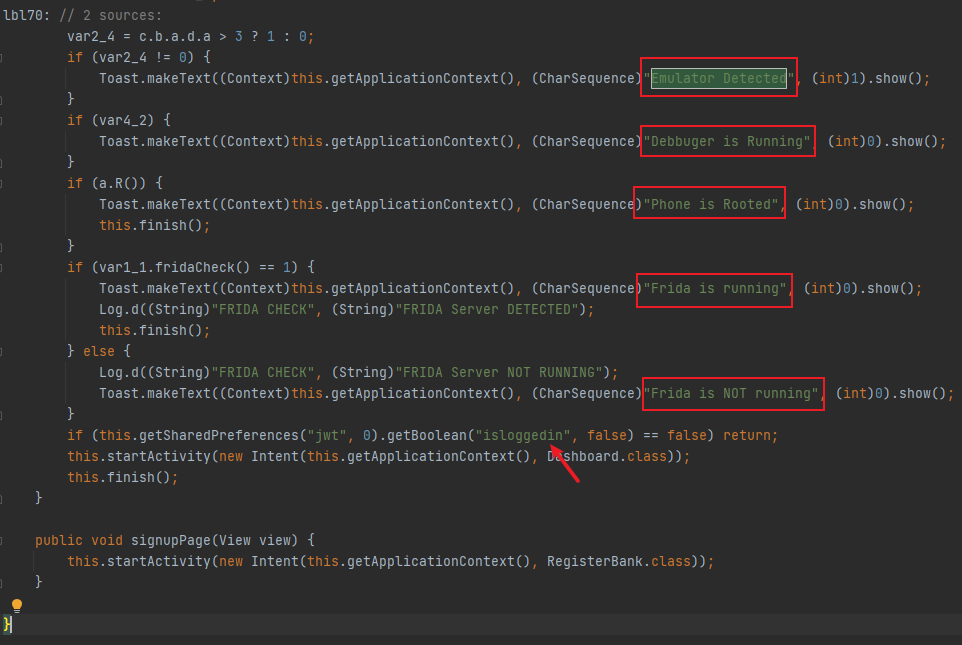 lbl70: // 2 sources:
var2_4 = c.b.a.d.a > 3 ? 1 : 0;
if (var2_4 != 0) {
Toast.makeText((Context)this.getApplicationContext(), (CharSequence)"Emulator Detected", (int)1).show();
}
if (var4_2) {
Toast.makeText((Context)this.getApplicationContext(), (CharSequence)"Debbuger is Running", (int)0).show();
}
if (a.R()) {
Toast.makeText((Context)this.getApplicationContext(), (CharSequence)"Phone is Rooted", (int)0).show();
this.finish();
}
if (var1_1.fridaCheck() == 1) {
Toast.makeText((Context)this.getApplicationContext(), (CharSequence)"Frida is running", (int)0).show();
Log.d((String)"FRIDA CHECK", (String)"FRIDA Server DETECTED");
this.finish();
} else {
Log.d((String)"FRIDA CHECK", (String)"FRIDA Server NOT RUNNING");
Toast.makeText((Context)this.getApplicationContext(), (CharSequence)"Frida is NOT running", (int)0).show();
}
if (this.getSharedPreferences("jwt", 0).getBoolean("isloggedin", false) == false) return;
this.startActivity(new Intent(this.getApplicationContext(), Dashboard.class));
this.finish();
}
public void signupPage(View view) {
this.startActivity(new Intent(this.getApplicationContext(), RegisterBank.class));
}
}